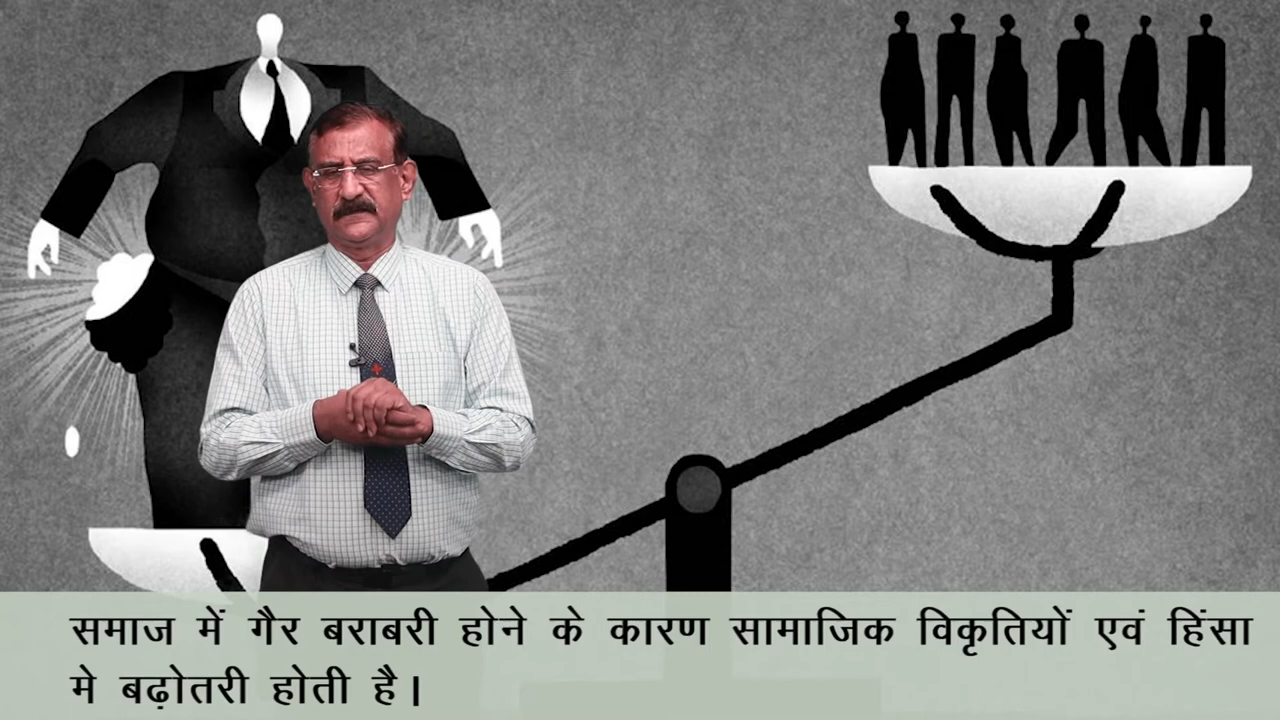 समाज में गैर बराबरी होने के कारण सामाजिक विकृतियों एवं हिंसा
मे बढ़ोतरी होती है।